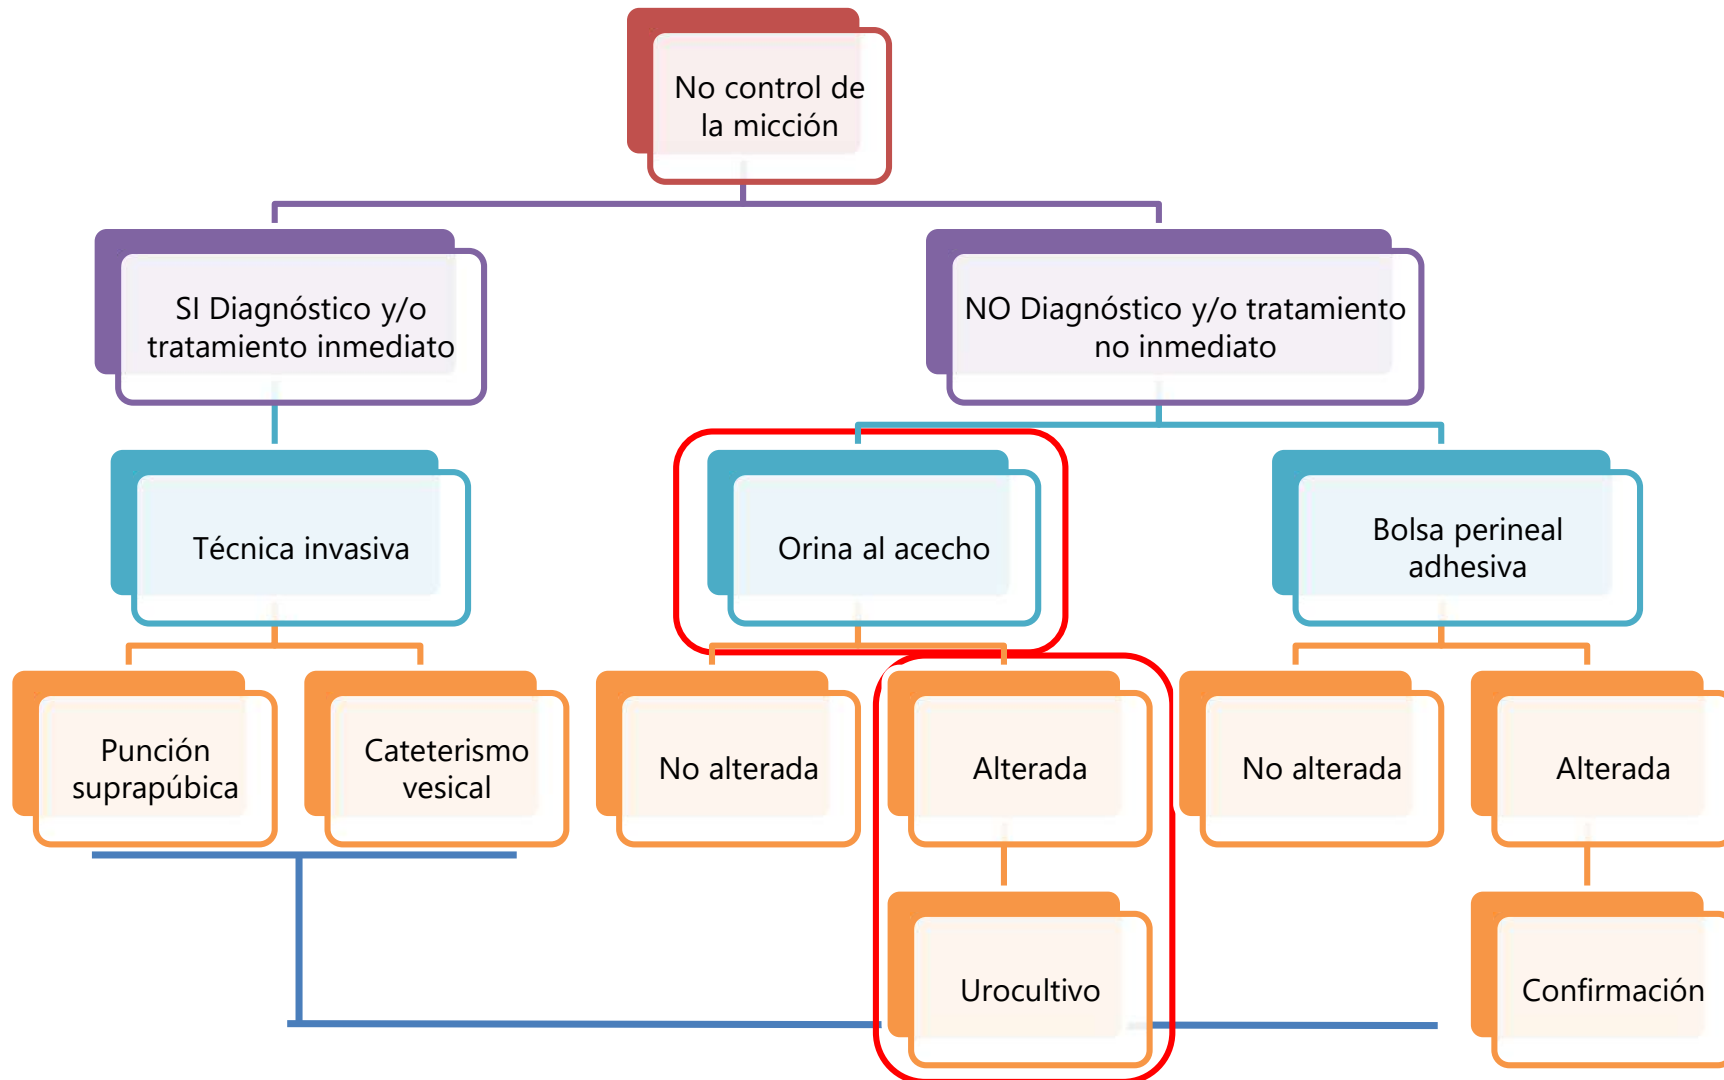 No control de
la micción
SI Diagnóstico y/o
tratamiento inmediato
NO Diagnóstico y/o tratamiento
no inmediato
Técnica invasiva
Orina al acecho
Bolsa perineal
adhesiva
Punción
suprapúbica
Cateterismo
vesical
No alterada
Alterada
No alterada
Alterada
Urocultivo
Confirmación